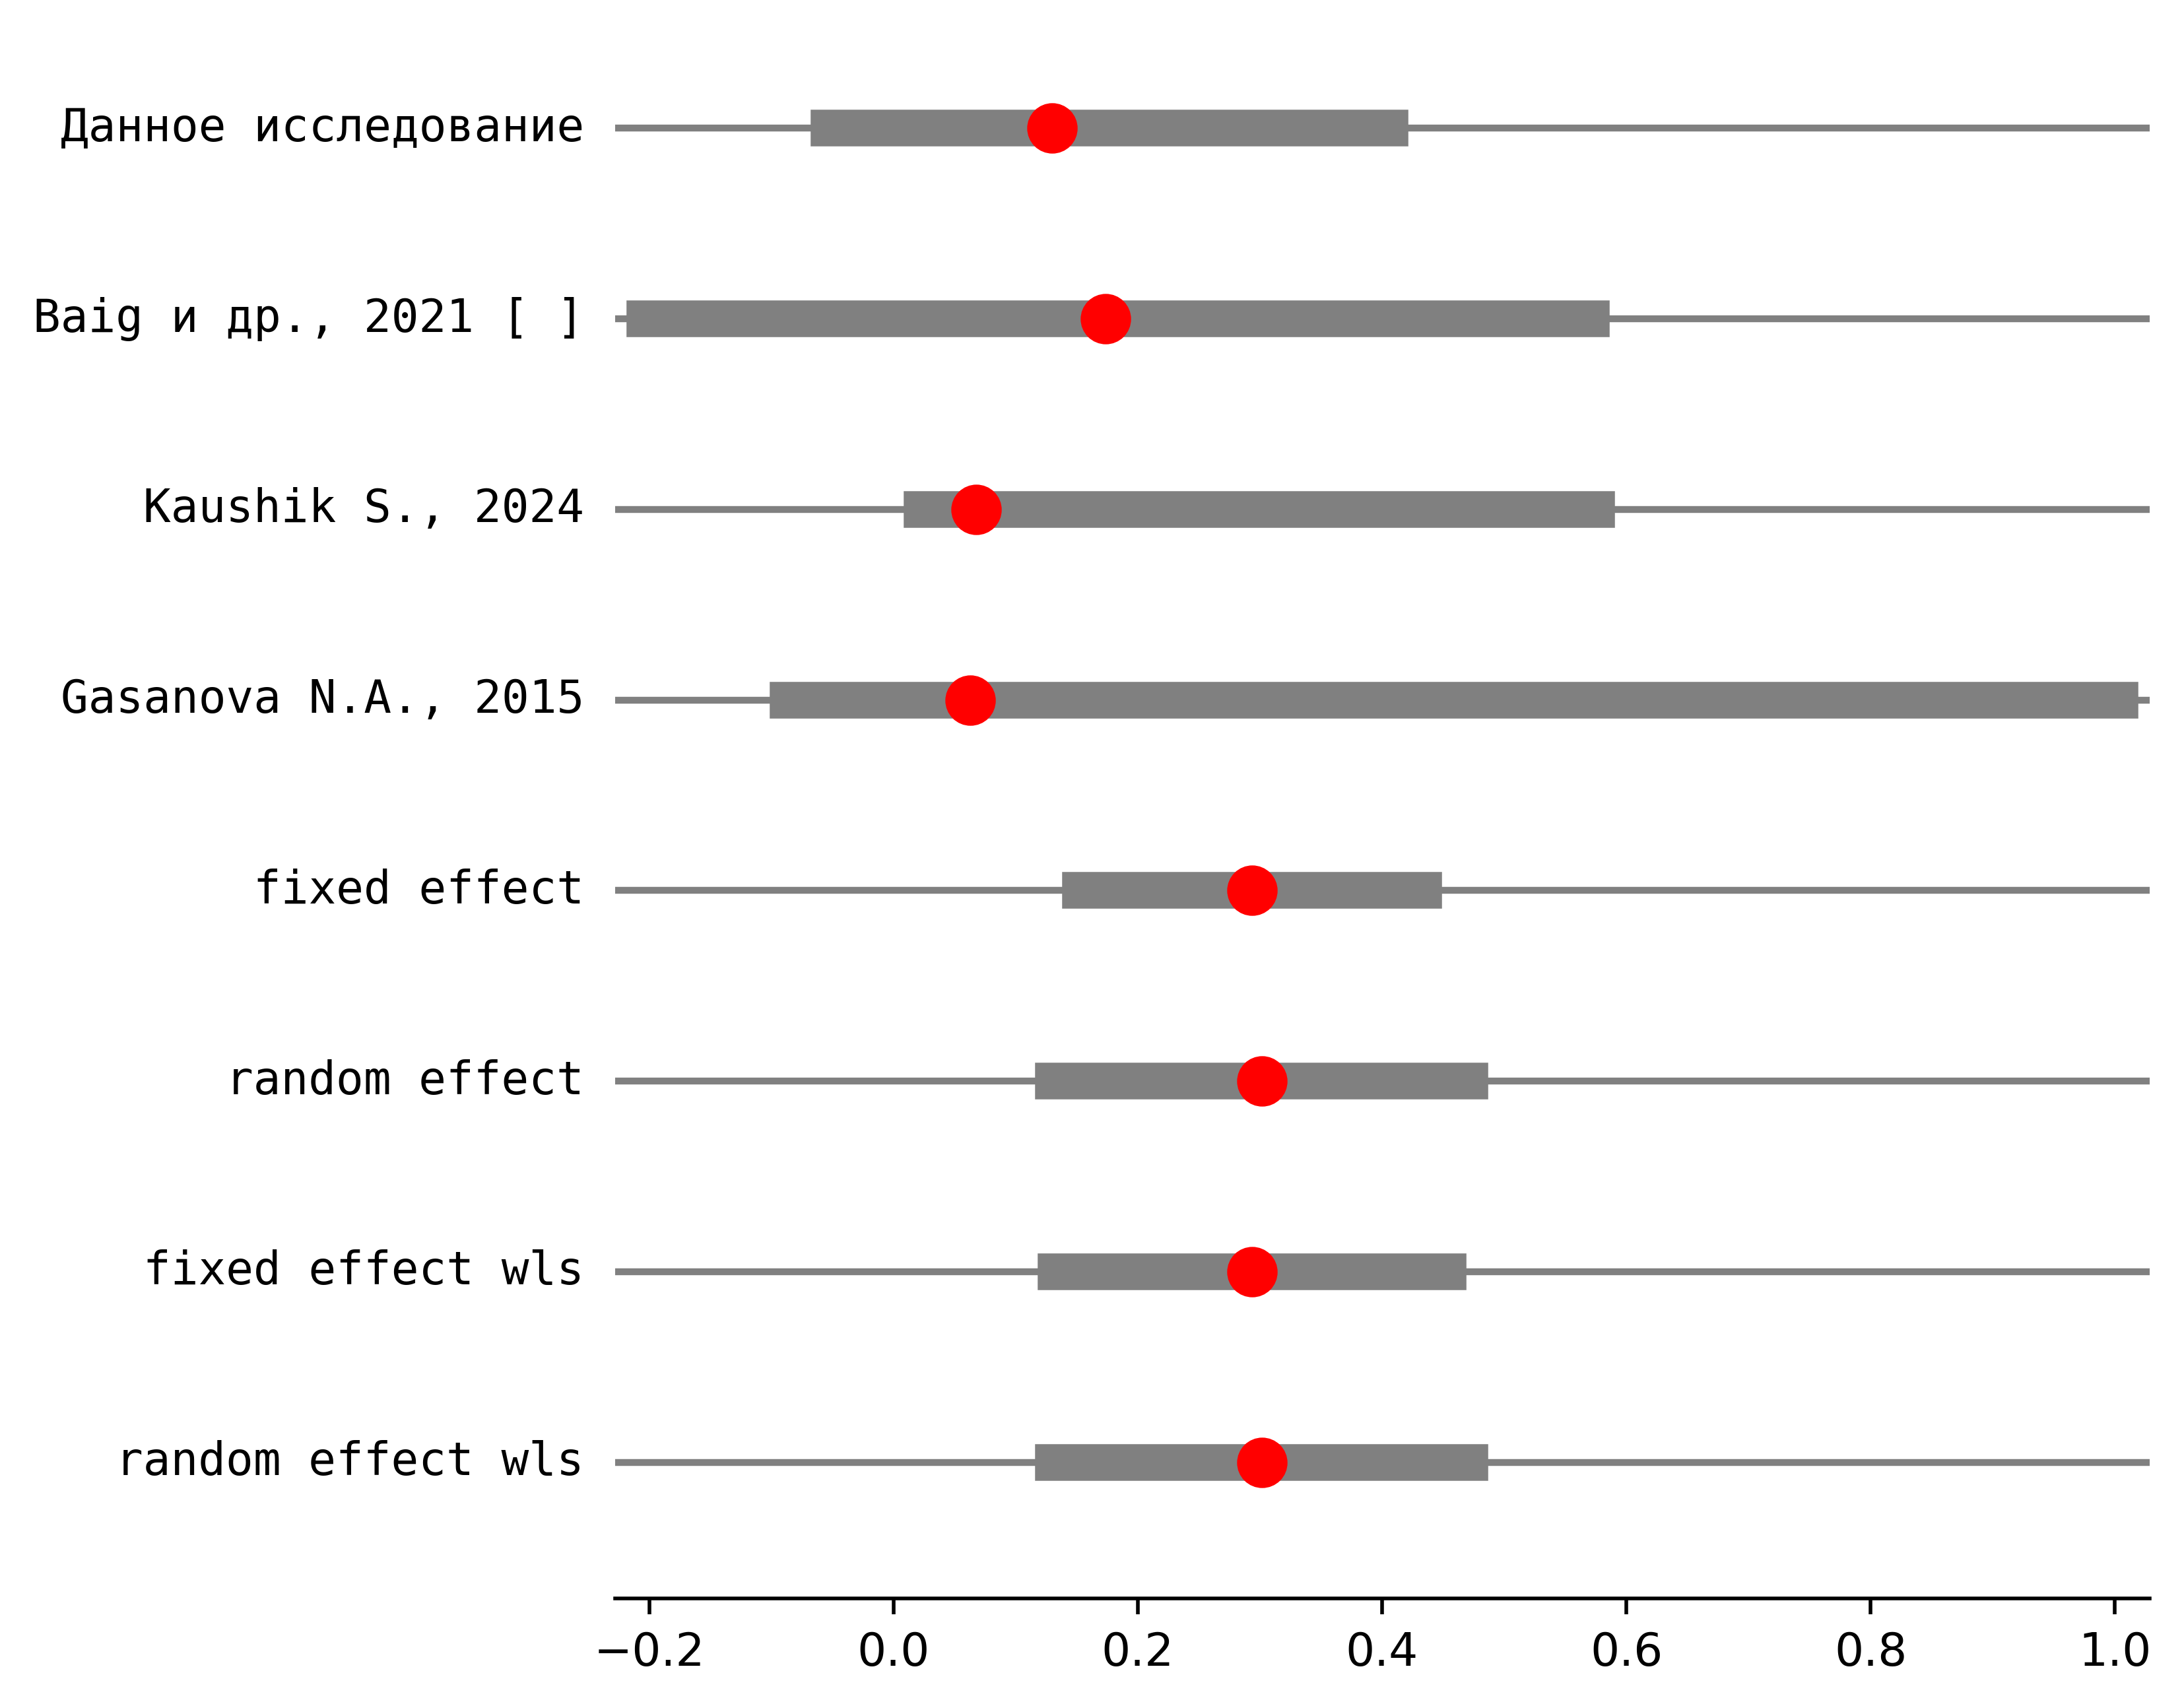 Данное исследование
Baig и др., 2021 [ ]
Kaushik S., 2024
Gasanova N.A., 2015
fixed effect
random effect
fixed effect wls
random effect wls
−0.2 0.0 0.2 0.4 0.6 0.8 1.0